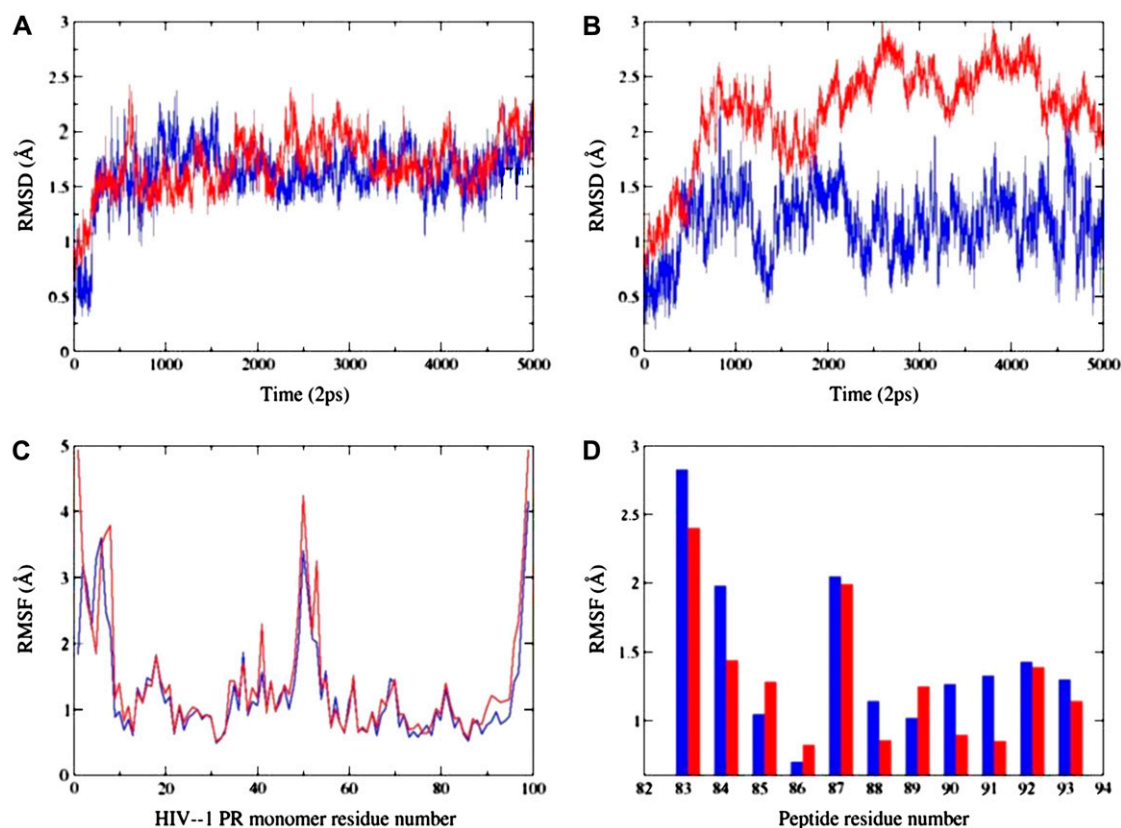 A
B
3
2.5
2
1.5
1
0.5
0
RMSD (Å)
0 1000 2000 3000 4000 5000
Time (2ps)
3
2.5
2
1.5
1
0.5
0
RMSD (Å)
0 1000 2000 3000 4000 5000
Time (2ps)
C
D
5
4
3
2
1
0
RMSF (Å)
0 20 40 60 80 100
HIV--1 PR monomer residue number
3
2.5
2
1.5
1
RMSF (Å)
82 83 84 85 86 87 88 89 90 91 92 93 94
Peptide residue number